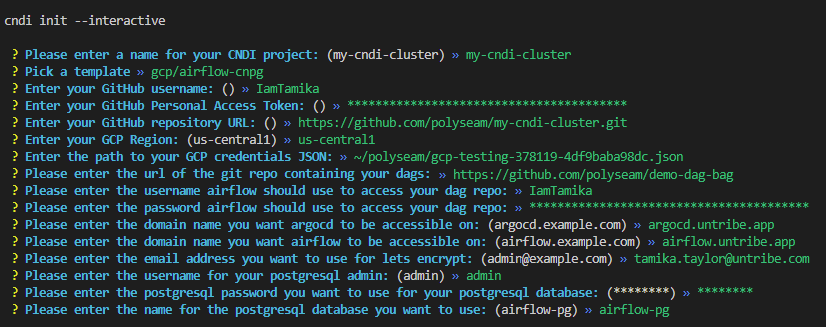 cndi init --interactive
? Please enter a name for your CNDI project: (my-cndi-cluster) » my-cndi-cluster
? Pick a template » gcp/airflow-cnpg
? Enter your GitHub username: () » IamTamika
? Enter your GitHub Personal Access Token: () » ****************************************
? Enter your GitHub repository URL: () » https://github.com/polyseam/my-cndi-cluster.git
? Enter your GCP Region: (us-central1) » us-central1
? Enter the path to your GCP credentials JSON: » ~/polyseam/gcp-testing-378119-4df9baba98dc.json
? Please enter the url of the git repo containing your dags: » https://github.com/polyseam/demo-dag-bag
? Please enter the username airflow should use to access your dag repo: » IamTamika
? Please enter the password airflow should use to access your dag repo: » ****************************************
? Please enter the domain name you want argocd to be accessible on: (argocd.example.com) » argocd.untribe.app
? Please enter the domain name you want airflow to be accessible on: (airflow.example.com) » airflow.untribe.app
? Please enter the email address you want to use for lets encrypt: (admin@example.com) » tamika.taylor@untribe.com
? Please enter the username for your postgresql admin: (admin) » admin
? Please enter the postgresql password you want to use for your postgresql database: (********) » ********
? Please enter the name for the postgresql database you want to use: (airflow-pg) » airflow-pg